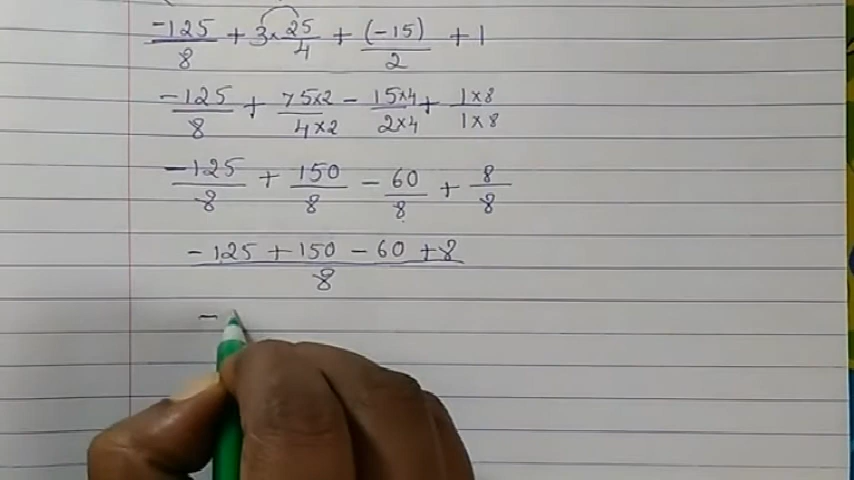 -125/8 + 3×25/4 + (-15)/2 + 1
-125/8 + 75×2/4×2 - 15×4/2×4 + 1×8/1×8
-125/8 + 150/8 - 60/8 + 8/8
-125+150-60+8/8
-